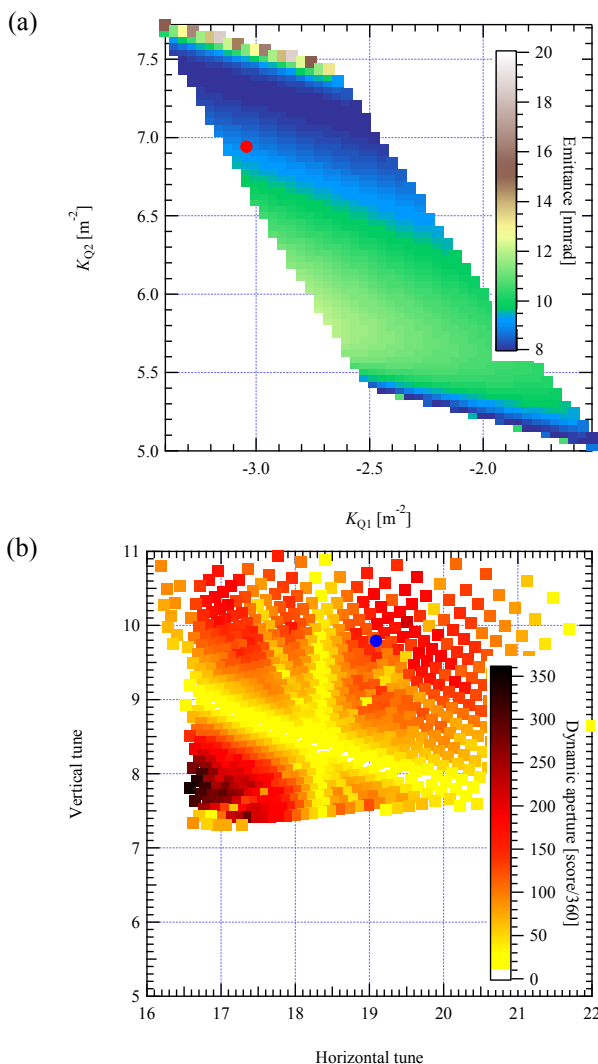 (a)
7.5
7.0
6.5
6.0
5.5
5.0
K_Q2 [m^-2]
20
18
16
14
12
10
8
Emittance [nmrad]
-3.0 -2.5 -2.0
K_Q1 [m^-2]
(b)
11
10
9
8
7
6
5
Vertical tune
350
300
250
200
150
100
50
0
Dynamic aperture [score/360]
16 17 18 19 20 21 22
Horizontal tune